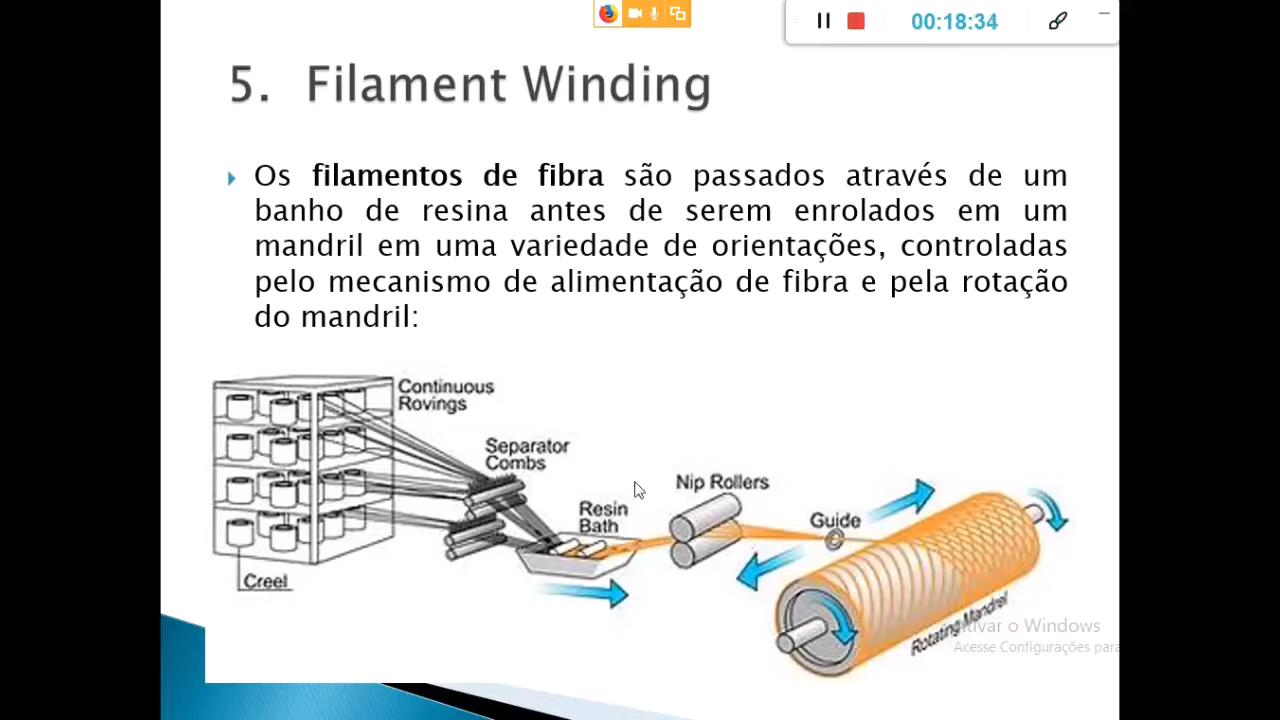 00:18:34
5. Filament Winding
Os filamentos de fibra são passados através de um
banho de resina antes de serem enrolados em um
mandril em uma variedade de orientações, controladas
pelo mecanismo de alimentação de fibra e pela rotação
do mandril:
Continuous
Rovings
Separator
Combs
Nip Rollers
Resin
Bath
Guide
Creel
Rotating Mandrel
tivar o Windows
Acesse Configurações para